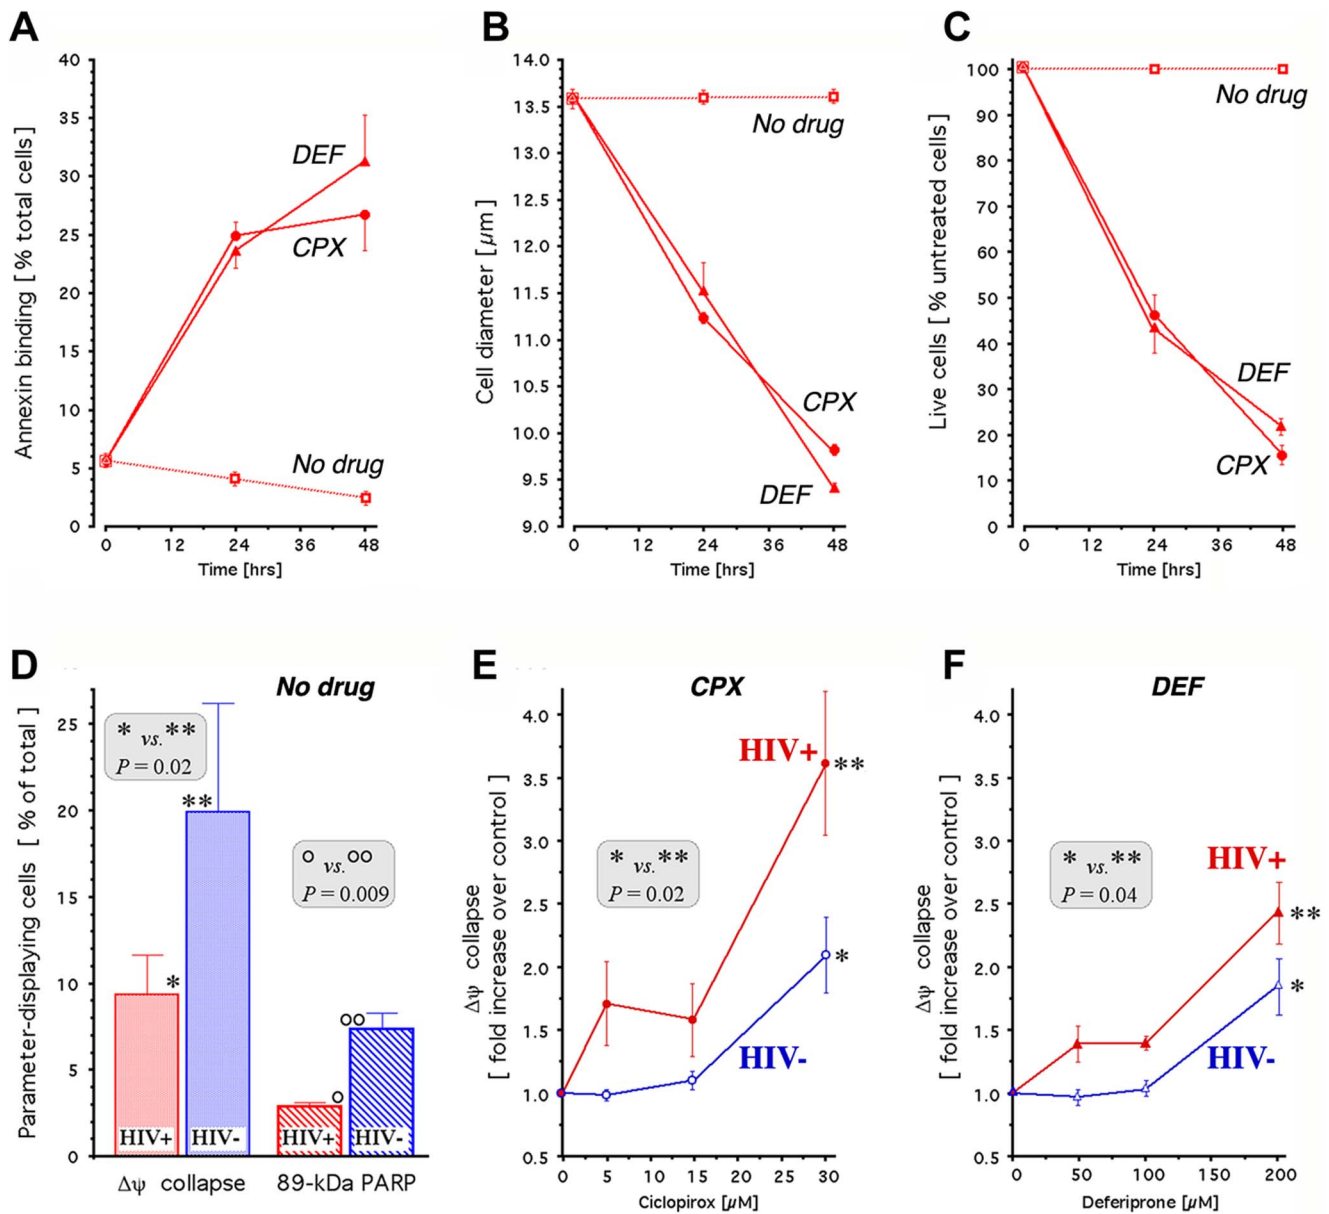 A
Annexin binding [ % total cells]
40
35
30
25
20
15
10
5
0
DEF
CPX
No drug
0 12 24 36 48
Time [hrs]
B
Cell diameter [ µm]
14.0
13.5
13.0
12.5
12.0
11.5
11.0
10.5
10.0
9.5
9.0
No drug
CPX
DEF
0 12 24 36 48
Time [hrs]
C
Live cells [ % untreated cells]
100
90
80
70
60
50
40
30
20
10
0
No drug
DEF
CPX
0 12 24 36 48
Time [hrs]
D
No drug
Parameter-displaying cells [ % of total ]
25
20
15
10
5
0
* vs. **
P = 0.02
**
*
° vs. °°
P = 0.009
°°
°
HIV+ HIV- HIV+ HIV-
Δψ collapse 89-kDa PARP
E
CPX
Δψ collapse
[ fold increase over control ]
4.0
3.5
3.0
2.5
2.0
1.5
1.0
0.5
HIV+
**
* vs. **
P = 0.02
*
HIV-
0 5 10 15 20 25 30
Ciclopirox [µM]
F
DEF
Δψ collapse
[ fold increase over control ]
4.0
3.5
3.0
2.5
2.0
1.5
1.0
0.5
* vs. **
P = 0.04
HIV+
**
*
HIV-
0 50 100 150 200
Deferiprone [µM]